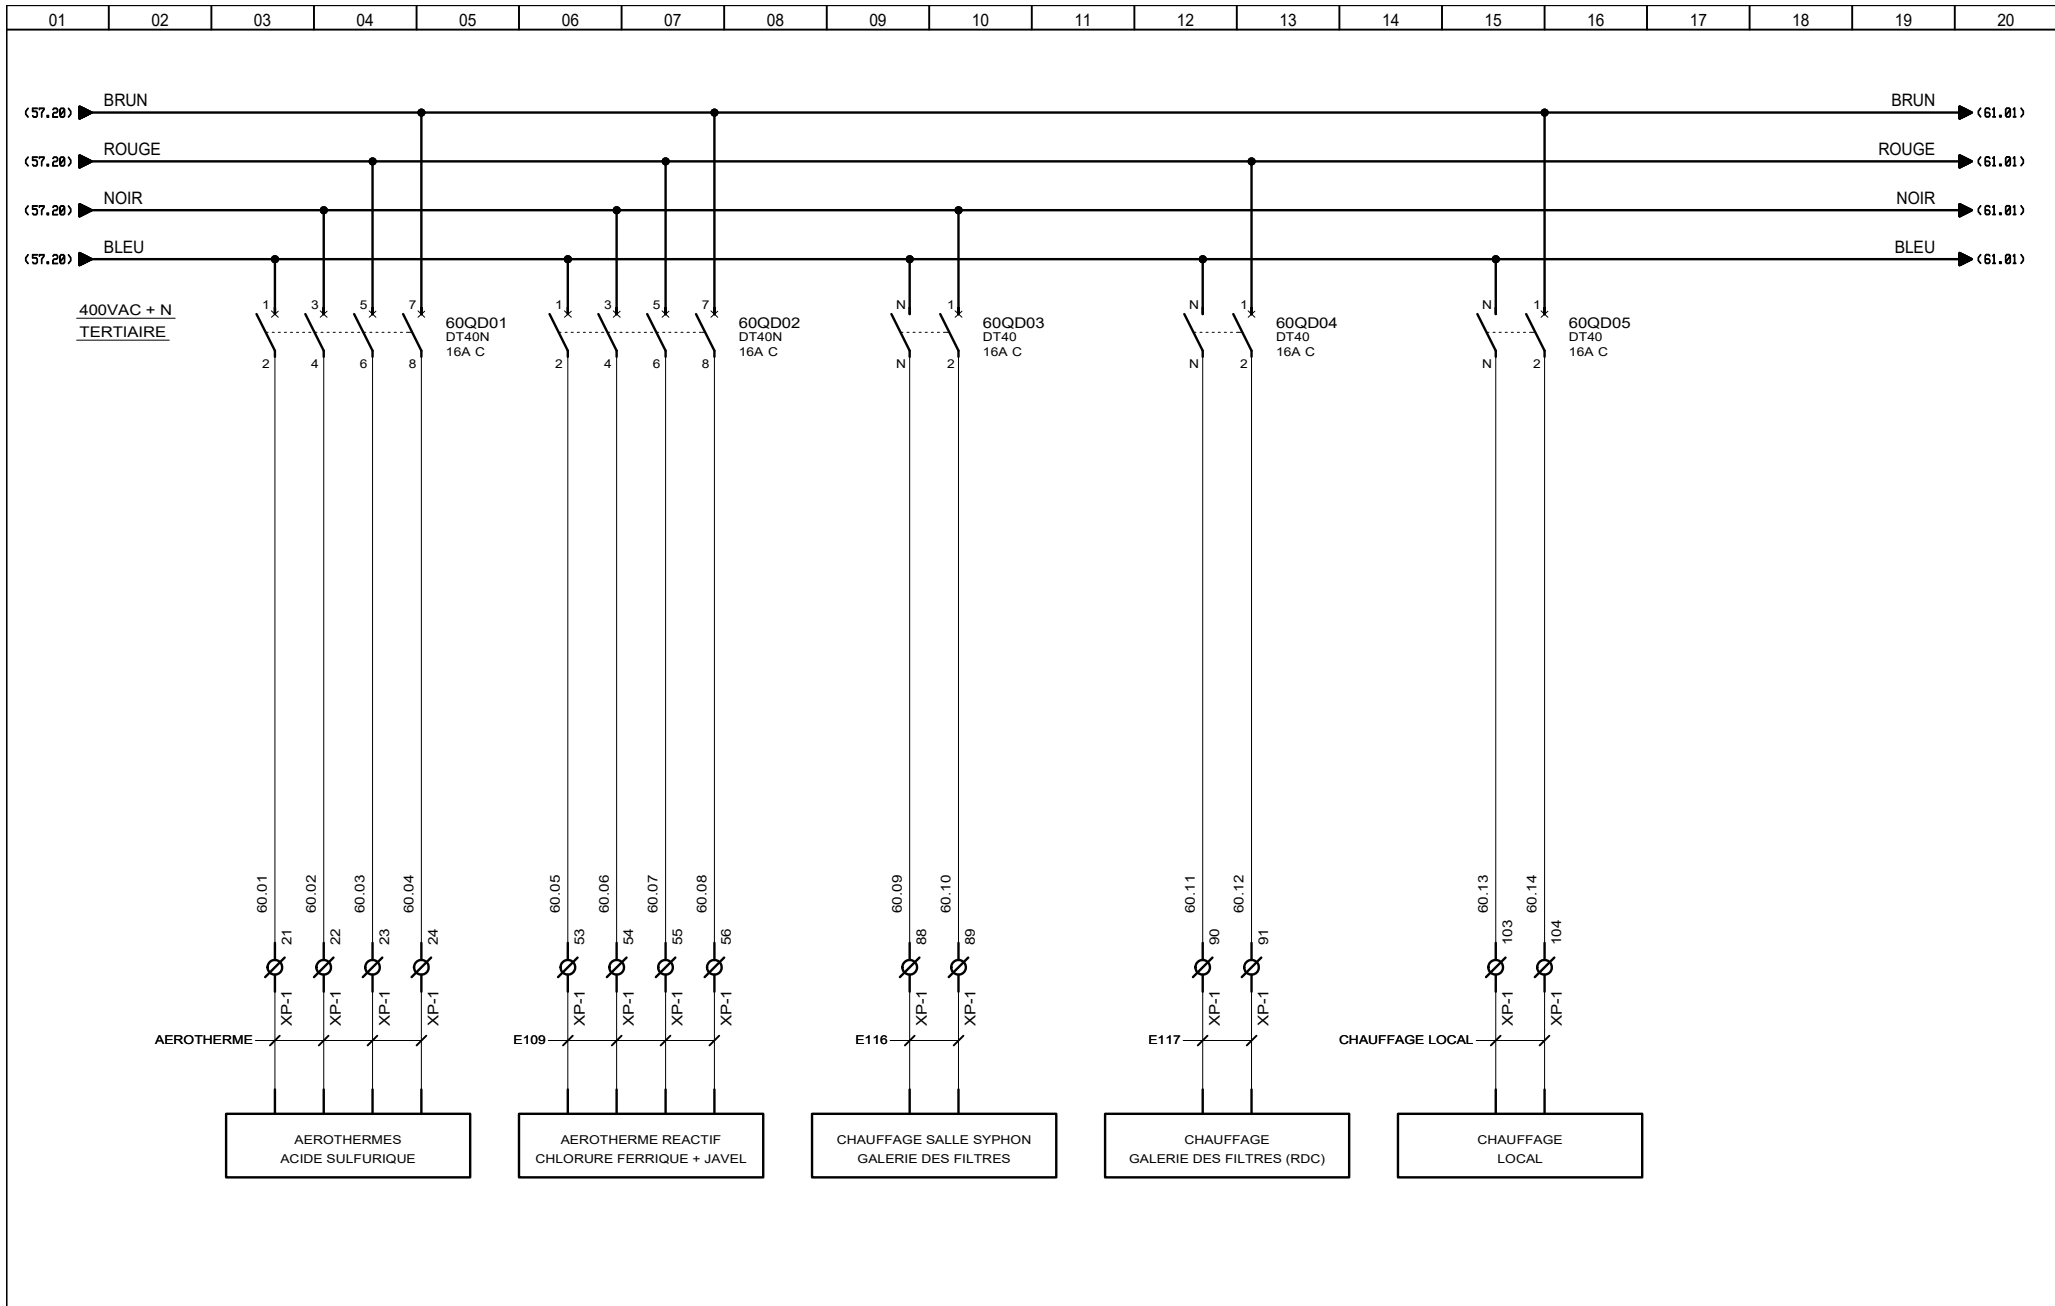 01 02 03 04 05 06 07 08 09 10 11 12 13 14 15 16 17 18 19 20
(57.20) BRUN BRUN (61.01)
(57.20) ROUGE ROUGE (61.01)
(57.20) NOIR NOIR (61.01)
(57.20) BLEU BLEU (61.01)
400VAC + N
TERTIAIRE
1 3 5 7
60QD01
DT40N
16A C
2 4 6 8
1 3 5 7
60QD02
DT40N
16A C
2 4 6 8
N 1
60QD03
DT40
16A C
N 2
N 1
60QD04
DT40
16A C
N 2
N 1
60QD05
DT40
16A C
N 2
60.01 60.02 60.03 60.04 60.05 60.06 60.07 60.08 60.09 60.10 60.11 60.12 60.13 60.14
21 22 23 24 53 54 55 56 88 89 90 91 103 104
XP-1 XP-1 XP-1 XP-1 XP-1 XP-1 XP-1 XP-1 XP-1 XP-1 XP-1 XP-1 XP-1 XP-1
AEROTHERME E109 E116 E117 CHAUFFAGE LOCAL
AEROTHERMES
ACIDE SULFURIQUE
AEROTHERME REACTIF
CHLORURE FERRIQUE + JAVEL
CHAUFFAGE SALLE SYPHON
GALERIE DES FILTRES
CHAUFFAGE
GALERIE DES FILTRES (RDC)
CHAUFFAGE
LOCAL